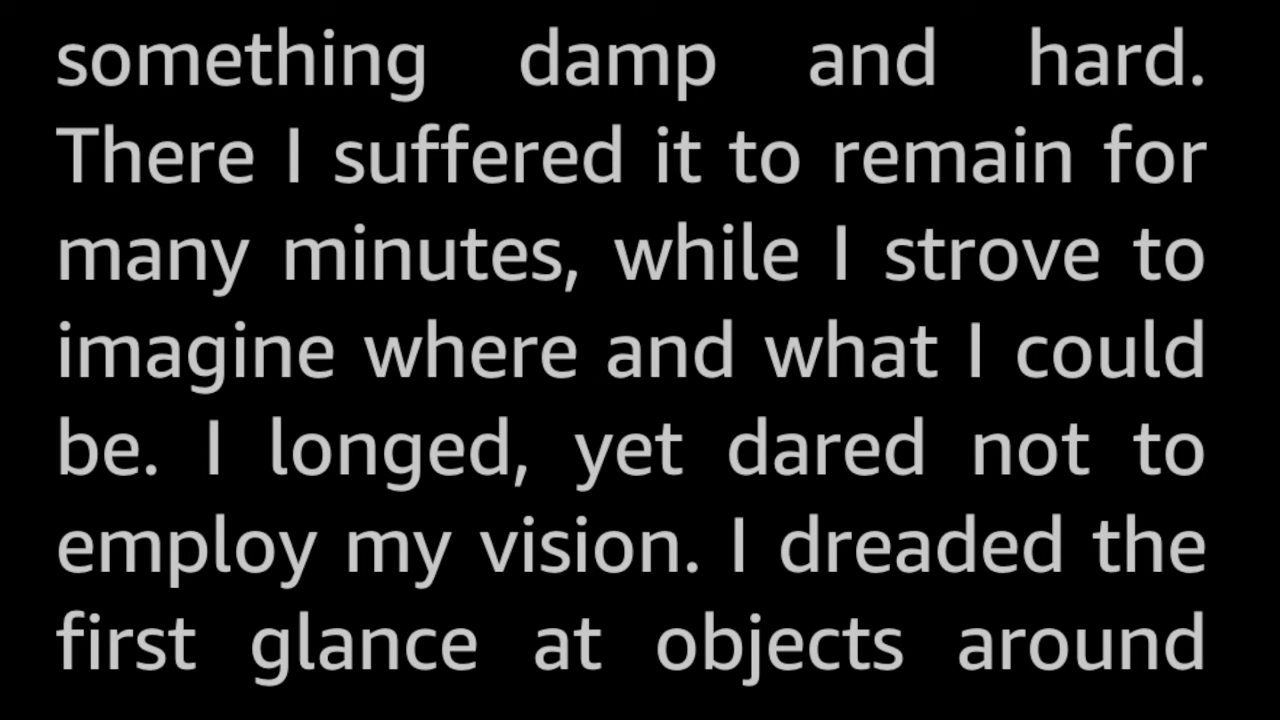 something damp and hard.
There I suffered it to remain for
many minutes, while I strove to
imagine where and what I could
be. I longed, yet dared not to
employ my vision. I dreaded the
first glance at objects around